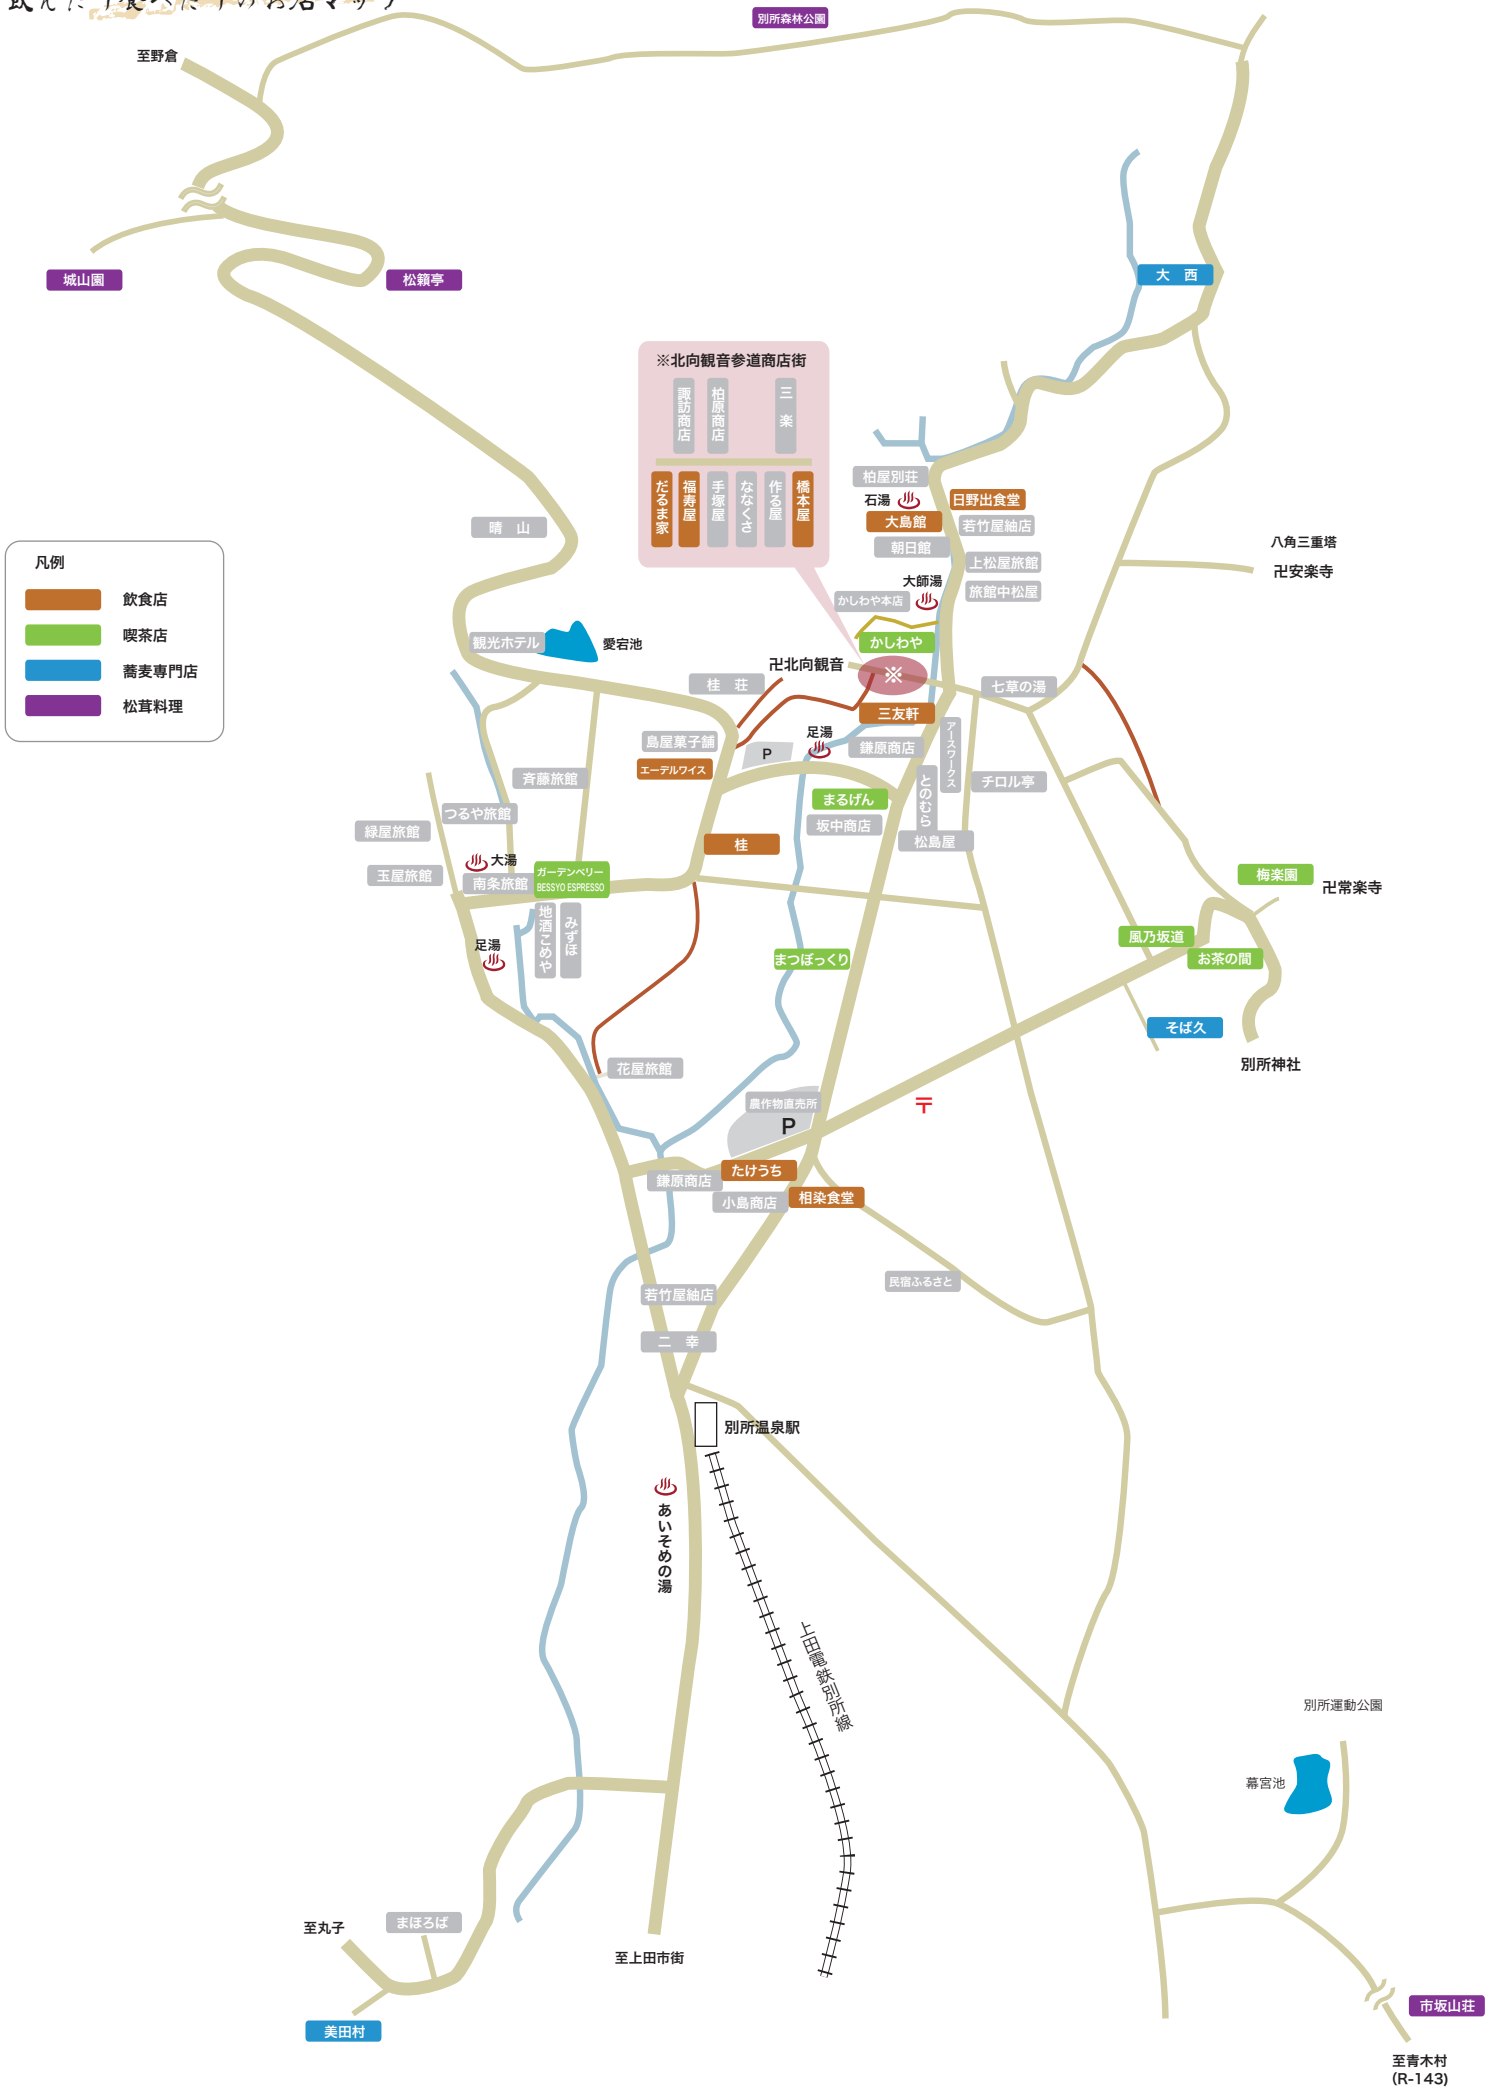 飲んだり食べたりのお店マップ
別所森林公園
至野倉
城山園
松籟亭
大 西
※北向観音参道商店街
諏訪商店
柏原商店
三 楽
だるま家
福寿屋
手塚屋
ななくさ
作る屋
橋本屋
柏屋別荘
石湯
日野出食堂
大島館
若竹屋紬店
朝日館
上松屋旅館
大師湯
旅館中松屋
かしわや本店
かしわや
八角三重塔
卍安楽寺
晴 山
凡例
飲食店
喫茶店
蕎麦専門店
松茸料理
観光ホテル
愛宕池
卍北向観音
※
桂 荘
七草の湯
三友軒
足湯
島屋菓子舗
P
鎌原商店
アースワークス
エーデルワイス
斉藤旅館
とのむら
チロル亭
まるげん
つるや旅館
坂中商店
緑屋旅館
松島屋
桂
大湯
玉屋旅館
南条旅館
ガーデンベリー
BESSYO ESPRESSO
梅楽園
卍常楽寺
地酒こめや
みずほ
足湯
風乃坂道
まつぼっくり
お茶の間
そば久
別所神社
花屋旅館
農作物直売所
P
〒
たけうち
鎌原商店
小島商店
相染食堂
民宿ふるさと
若竹屋紬店
二 幸
別所温泉駅
あいそめの湯
上田電鉄別所線
別所運動公園
幕宮池
至丸子
まほろば
至上田市街
美田村
市坂山荘
至青木村
(R-143)